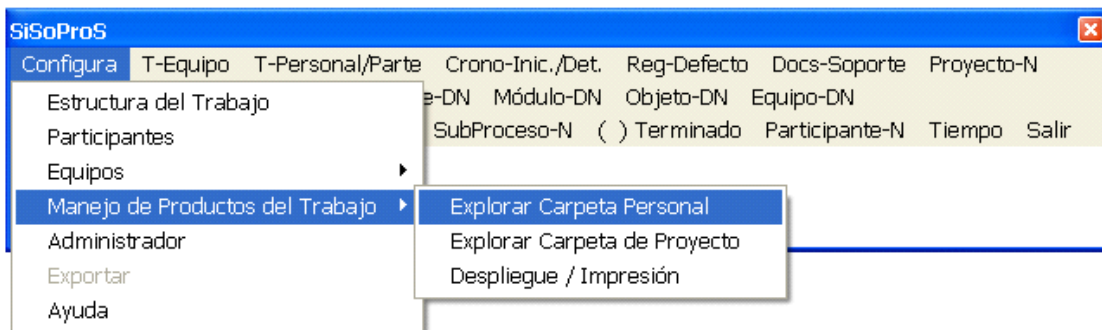 SiSoProS
Configura T-Equipo T-Personal/Parte Crono-Inic./Det. Reg-Defecto Docs-Soporte Proyecto-N
Estructura del Trabajo e-DN Módulo-DN Objeto-DN Equipo-DN
Participantes SubProceso-N ( ) Terminado Participante-N Tiempo Salir
Equipos
Manejo de Productos del Trabajo Explorar Carpeta Personal
Administrador Explorar Carpeta de Proyecto
Exportar Despliegue / Impresión
Ayuda